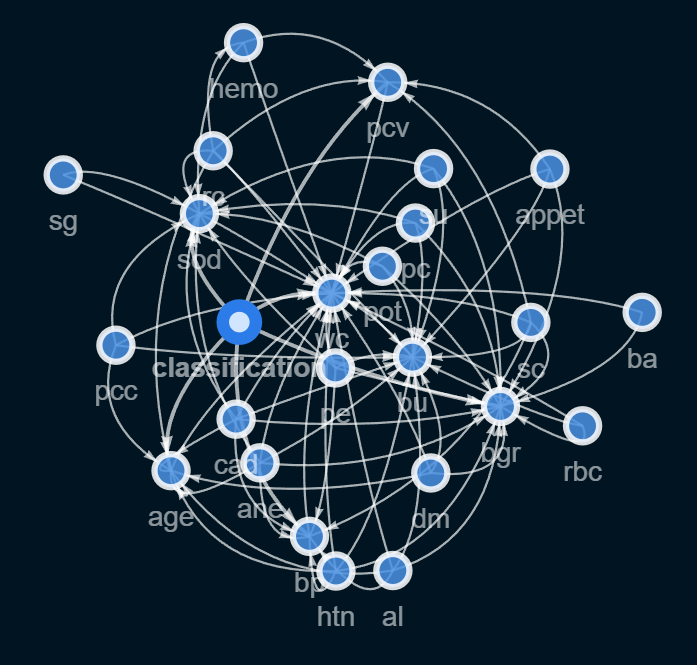 hemo
pcv
rc
sg
su
appet
sod
pc
pot
wc
sc
ba
classification
pcc
pe
bu
bgr
cad
rbc
ane
age
dm
bp
htn
al